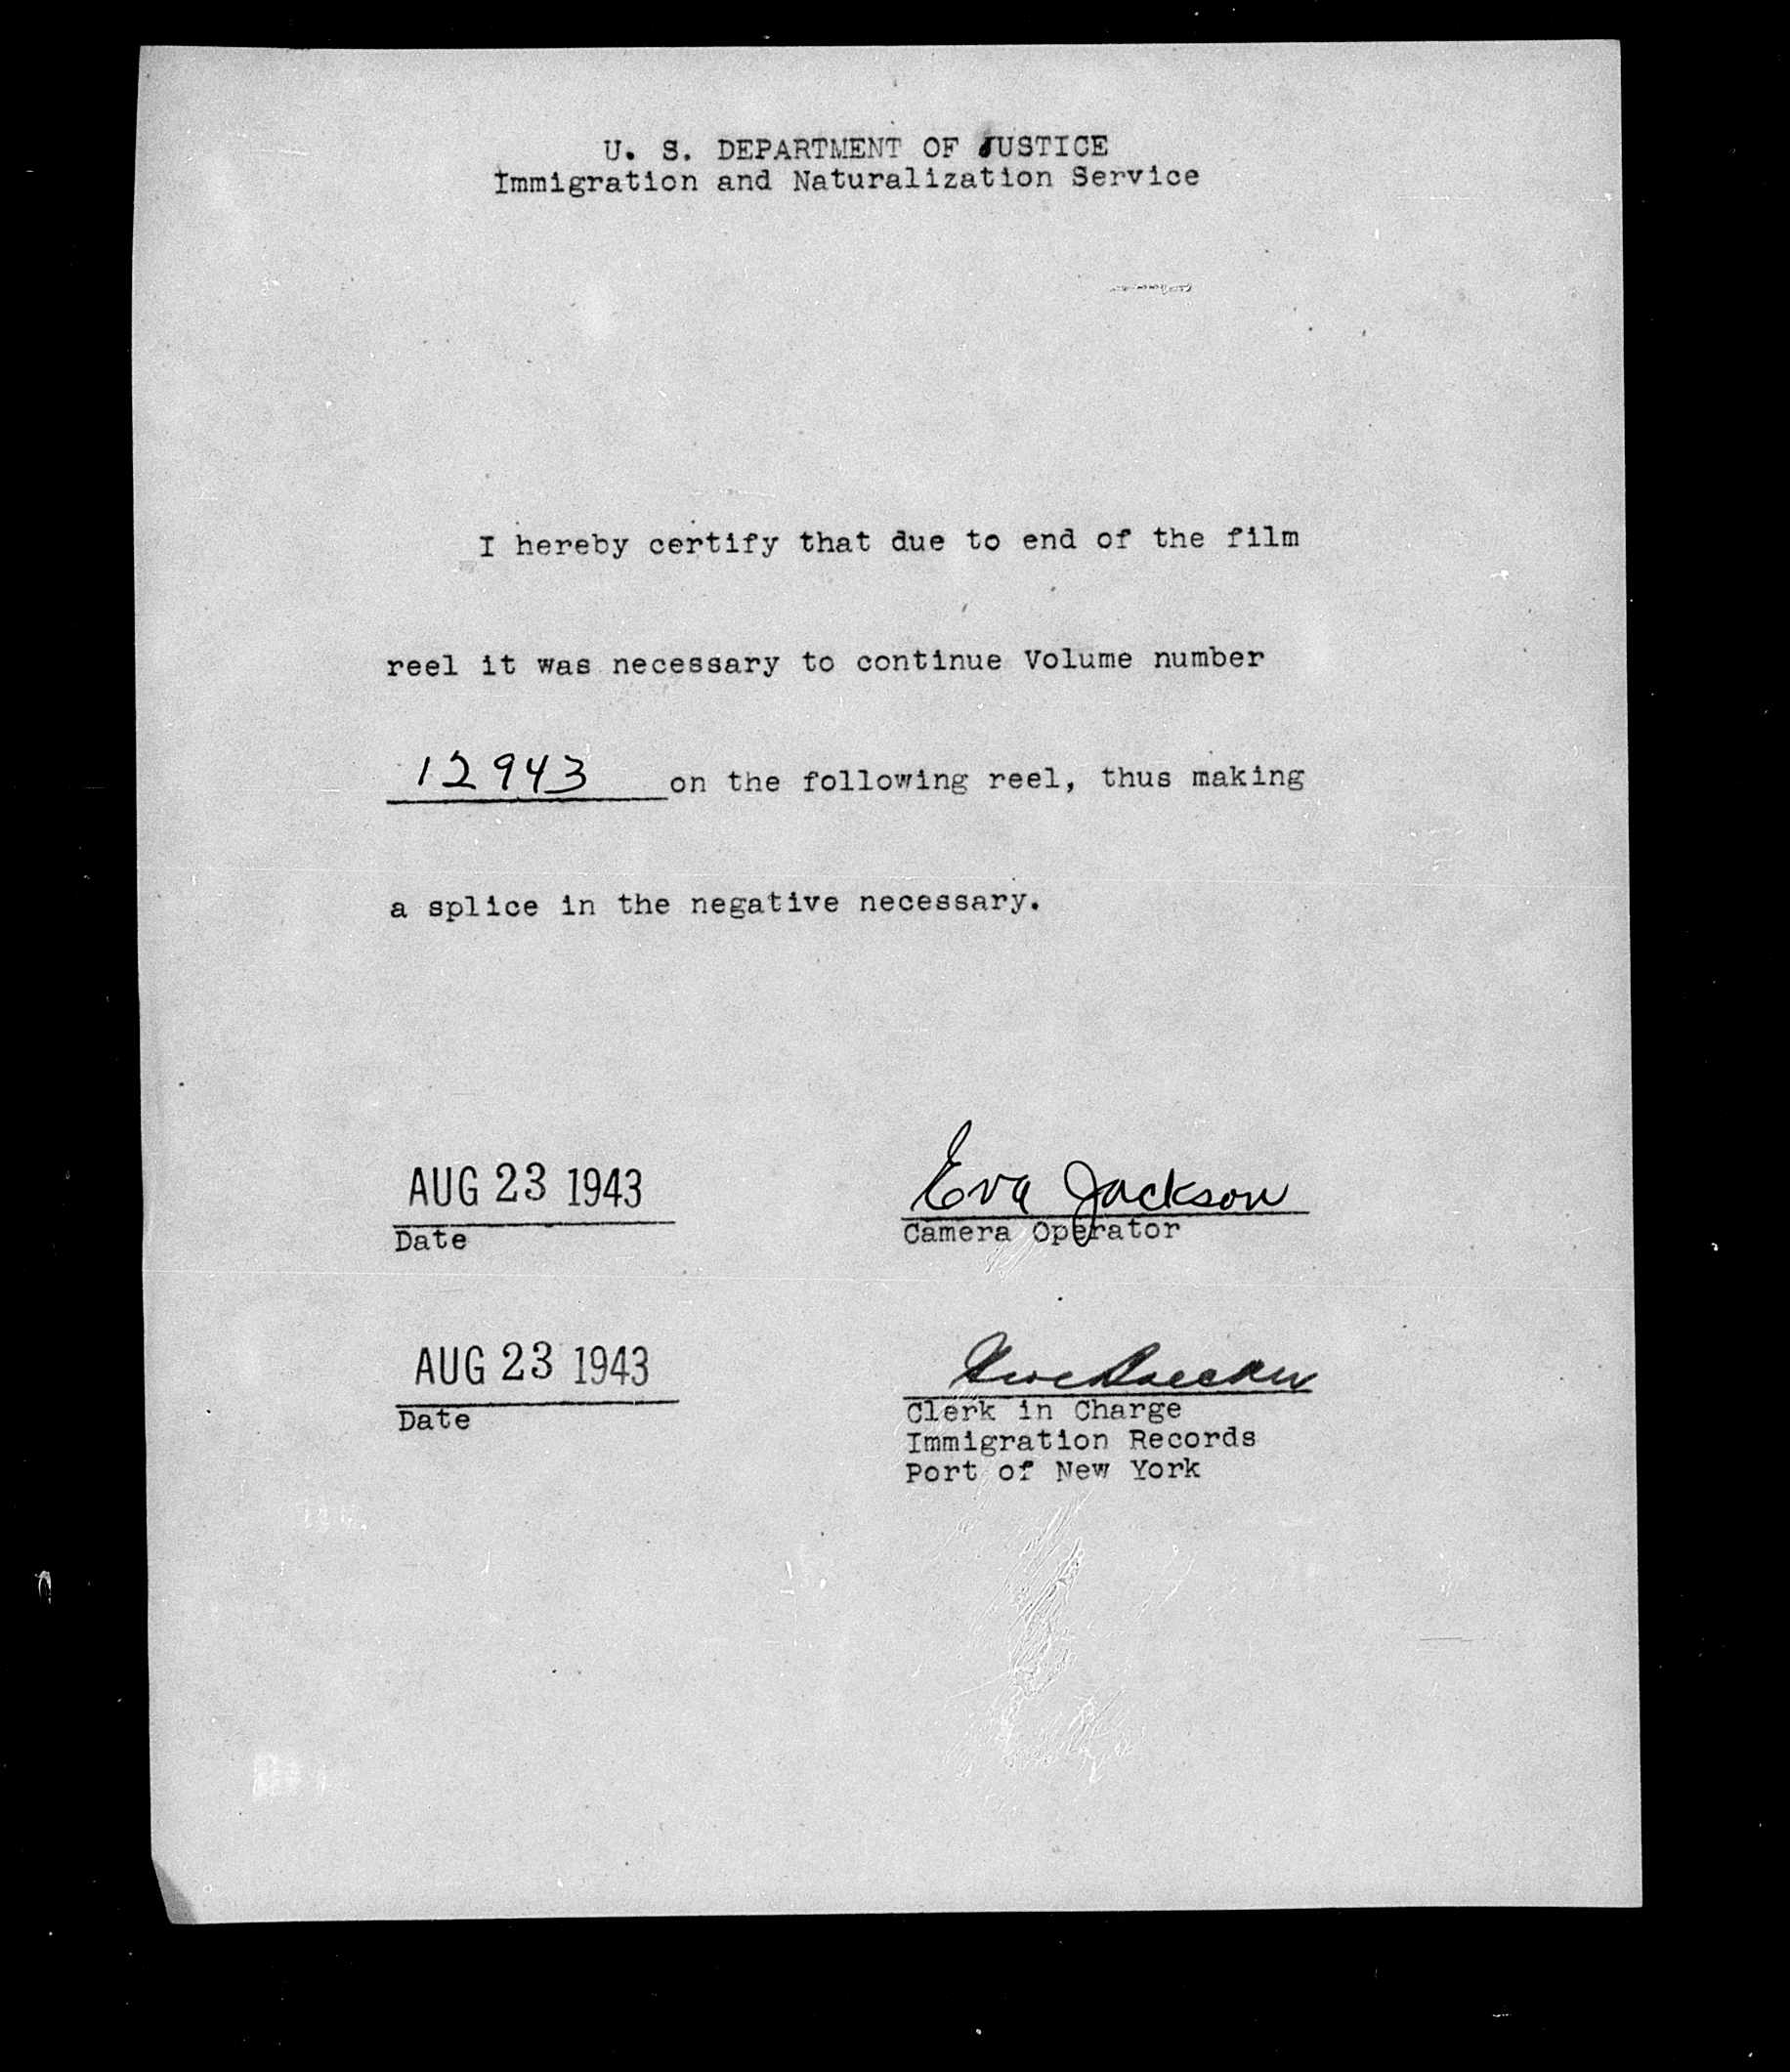 U. S. DEPARTMENT OF JUSTICE
Immigration and Naturalization Service
I hereby certify that due to end of the film
reel it was necessary to continue Volume number
12943 on the following reel, thus making
a splice in the negative necessary.
AUG 23 1943
Date
Eva Jackson
Camera Operator
AUG 23 1943
Date
Clerk in Charge
Immigration Records
Port of New York